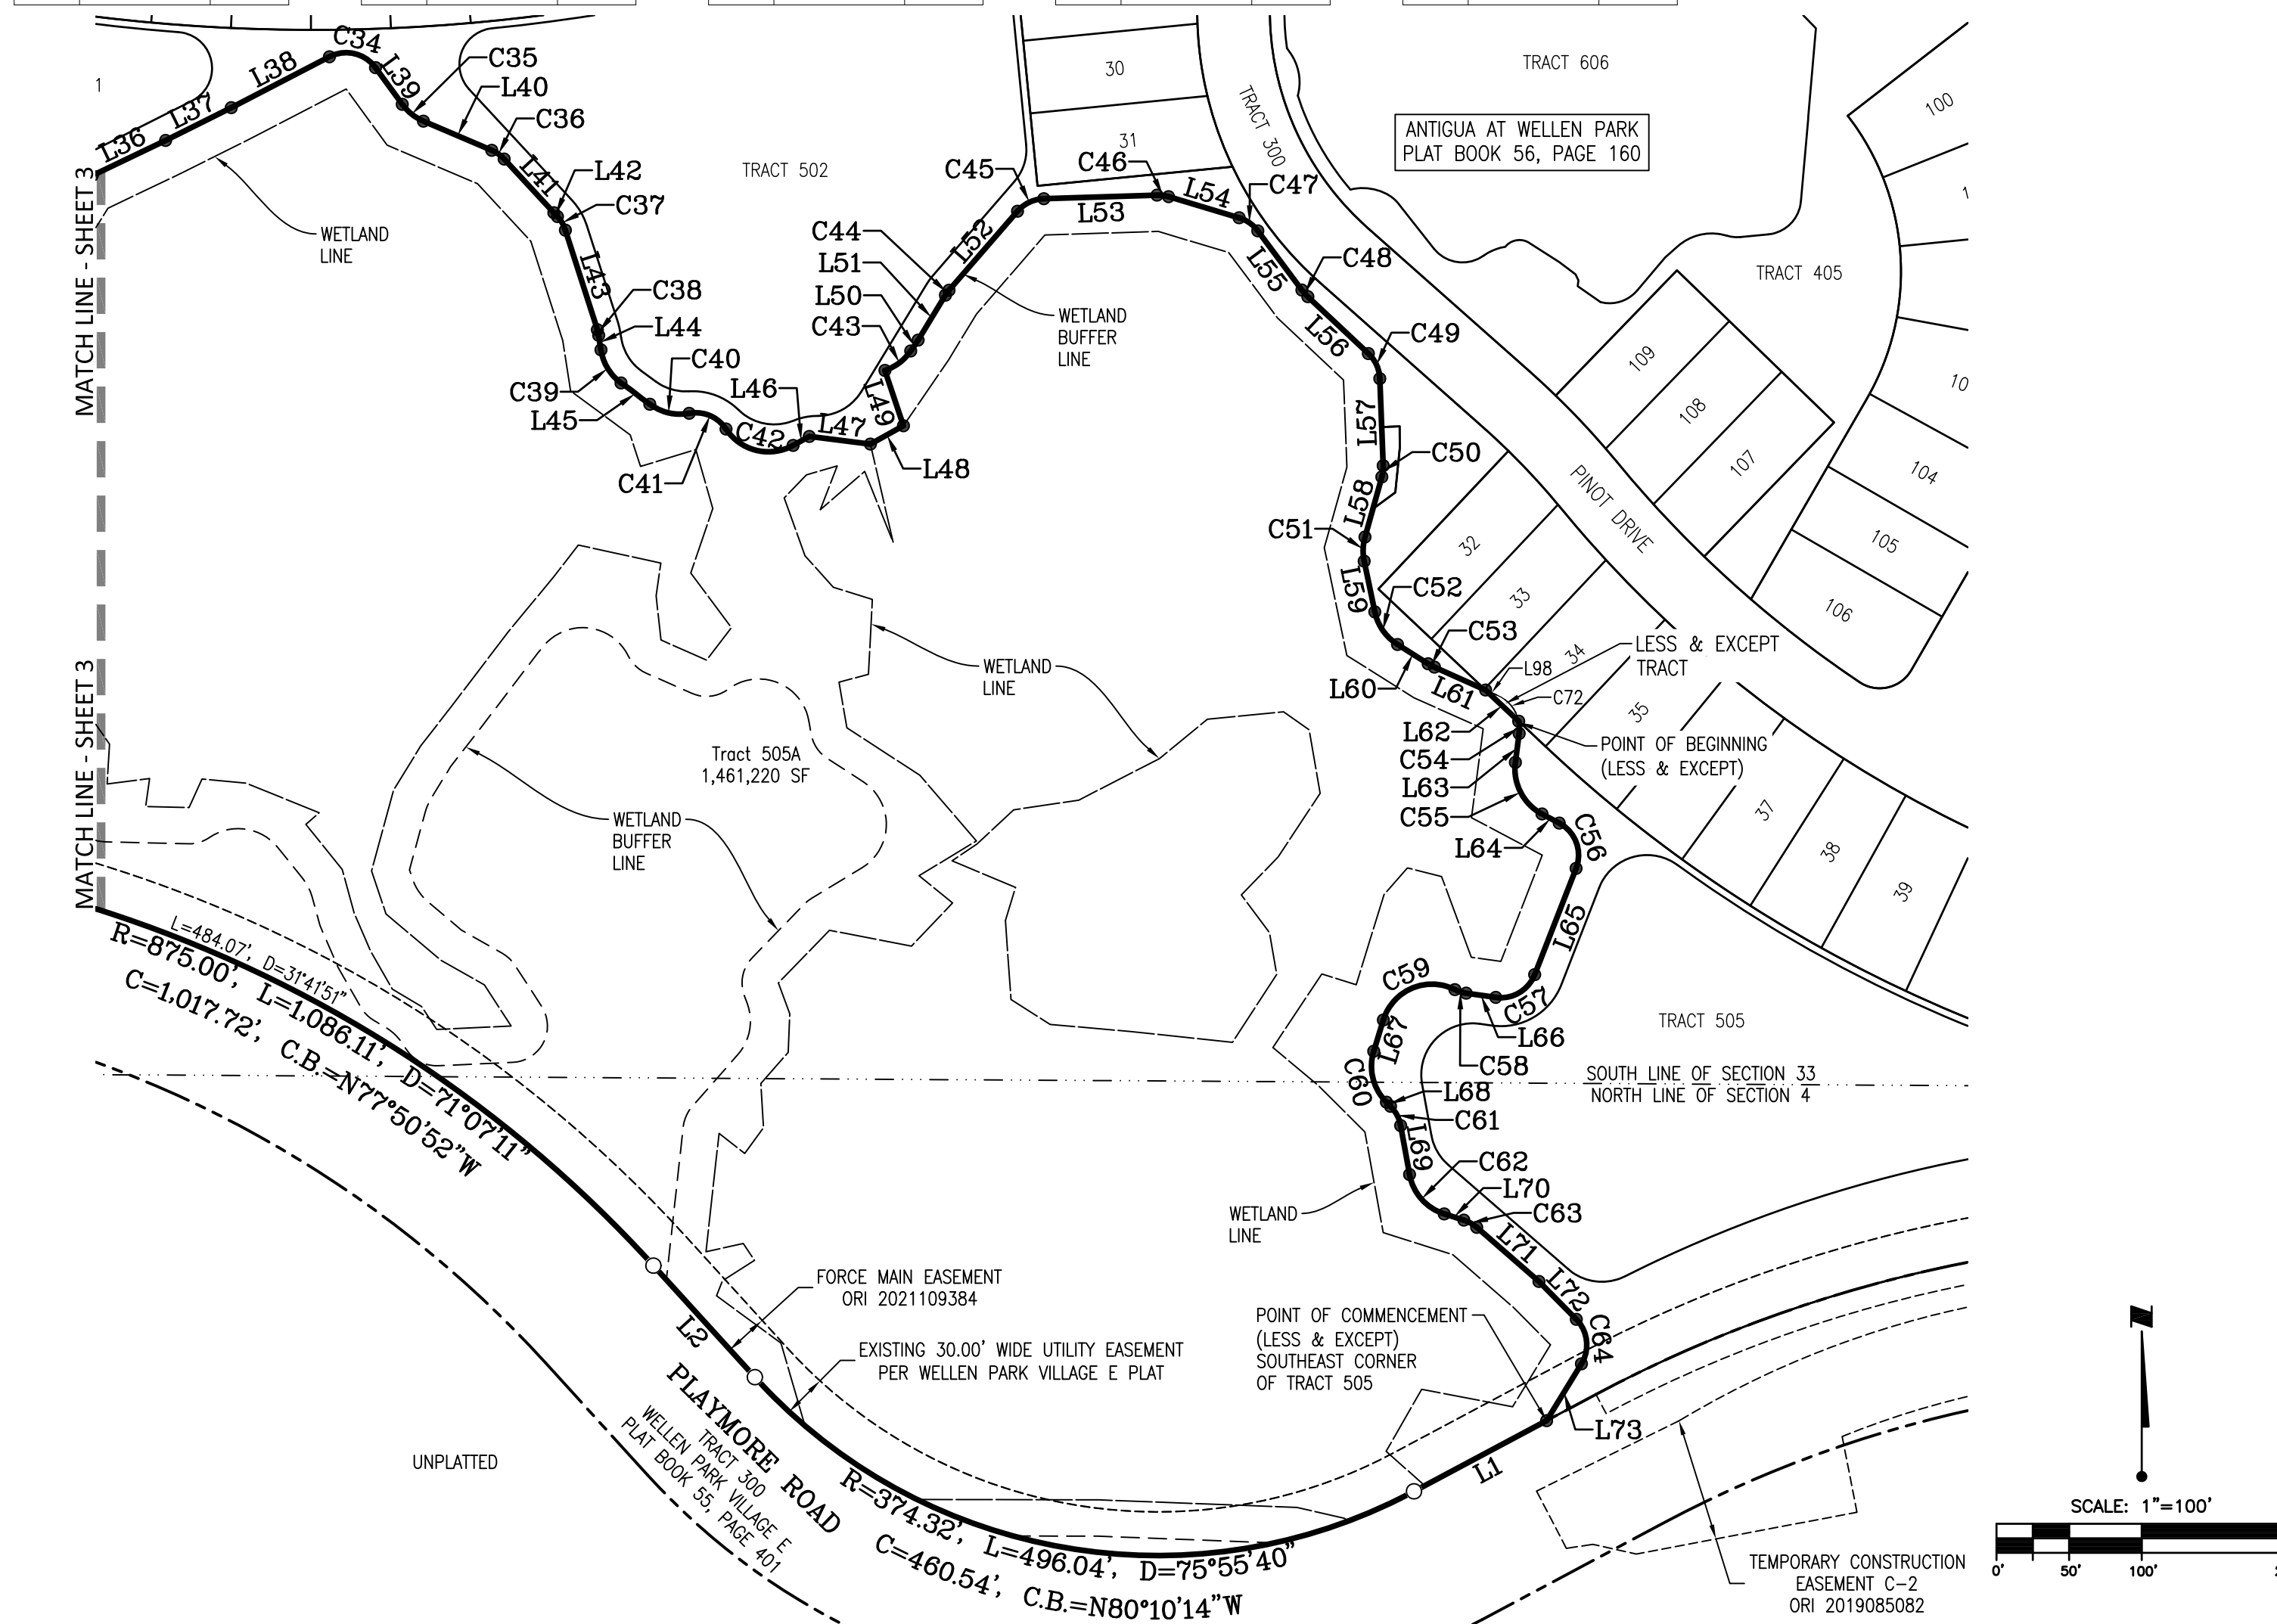 C34
L38
L39
C35
L40
L37
L36
C36
L41
L42
C37
WETLAND
LINE
L43
C38
L44
C39
L45
C40
C41
C42
L46
L47
L48
L49
C43
L50
L51
C44
L52
WETLAND
BUFFER
LINE
C45
L53
C46
L54
C47
L55
C48
L56
C49
L57
C50
L58
C51
L59
C52
C53
L60
L61
L98
C72
L62
C54
L63
C55
L64
C56
L65
C57
L66
C58
C59
L67
C60
L68
C61
L69
C62
L70
C63
L71
L72
C64
L73
L1
L2
1
TRACT 502
30
31
TRACT 300
TRACT 606
ANTIGUA AT WELLEN PARK
PLAT BOOK 56, PAGE 160
TRACT 405
100
1
10
104
105
106
109
108
107
PINOT DRIVE
32
33
34
35
37
38
39
LESS & EXCEPT
TRACT
POINT OF BEGINNING
(LESS & EXCEPT)
MATCH LINE - SHEET 3
MATCH LINE - SHEET 3
WETLAND
LINE
Tract 505A
1,461,220 SF
WETLAND
BUFFER
LINE
TRACT 505
SOUTH LINE OF SECTION 33
NORTH LINE OF SECTION 4
L=484.07', D=31°41'51"
R=875.00', L=1,086.11', D=71°07'11"
C=1,017.72', C.B.=N77°50'52"W
WETLAND
LINE
FORCE MAIN EASEMENT
ORI 2021109384
EXISTING 30.00' WIDE UTILITY EASEMENT
PER WELLEN PARK VILLAGE E PLAT
POINT OF COMMENCEMENT
(LESS & EXCEPT)
SOUTHEAST CORNER
OF TRACT 505
PLAYMORE ROAD
TRACT 300
WELLEN PARK VILLAGE E
PLAT BOOK 55, PAGE 401
UNPLATTED
R=374.32', L=496.04', D=75°55'40"
C=460.54', C.B.=N80°10'14"W
TEMPORARY CONSTRUCTION
EASEMENT C-2
ORI 2019085082
N
SCALE: 1"=100'
0' 50' 100'